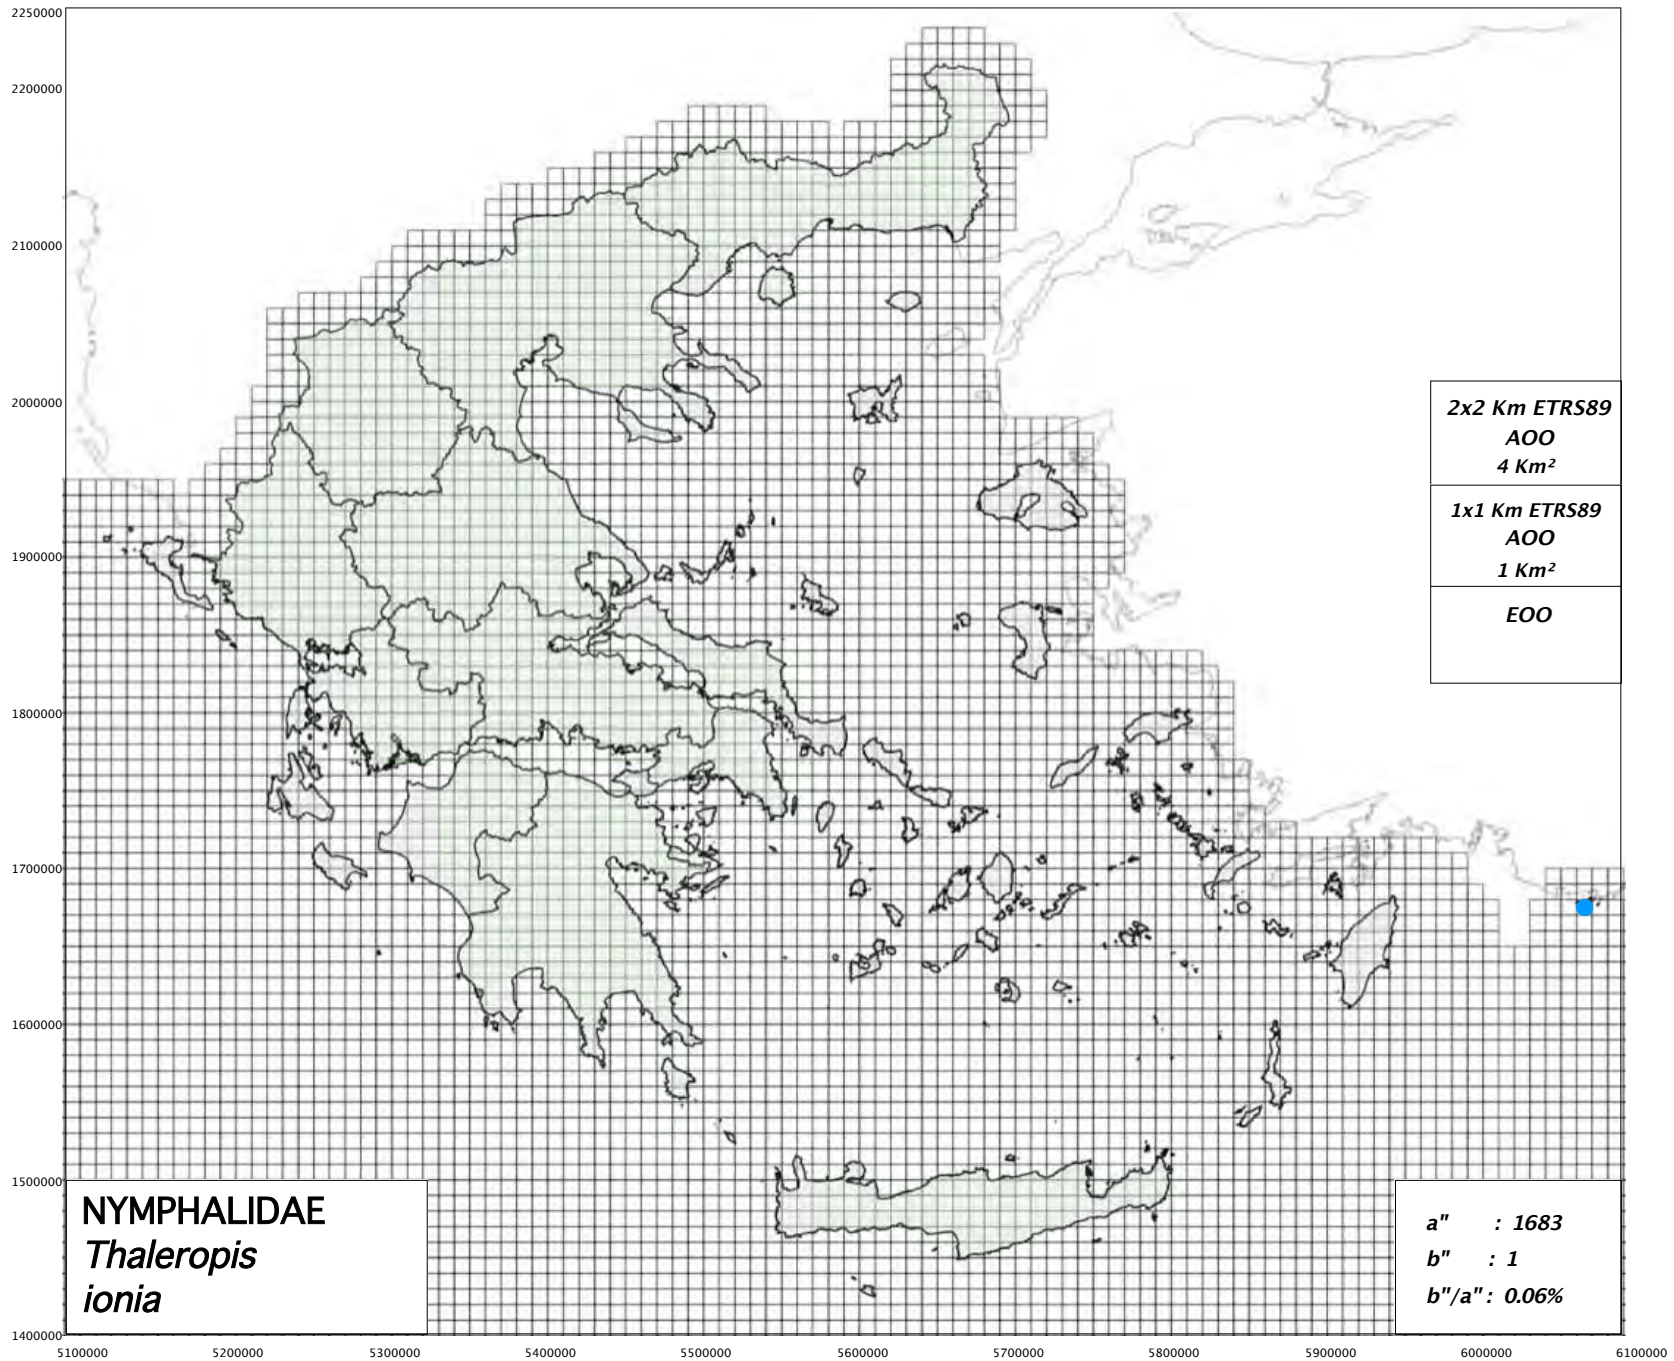 2250000
2200000
2100000
2000000
1900000
1800000
1700000
1600000
1500000
1400000
2x2 Km ETRS89
AOO
4 Km²
1x1 Km ETRS89
AOO
1 Km²
EOO
NYMPHALIDAE
Thaleropis
ionia
a" : 1683
b" : 1
b"/a" : 0.06%
5100000 5200000 5300000 5400000 5500000 5600000 5700000 5800000 5900000 6000000 6100000